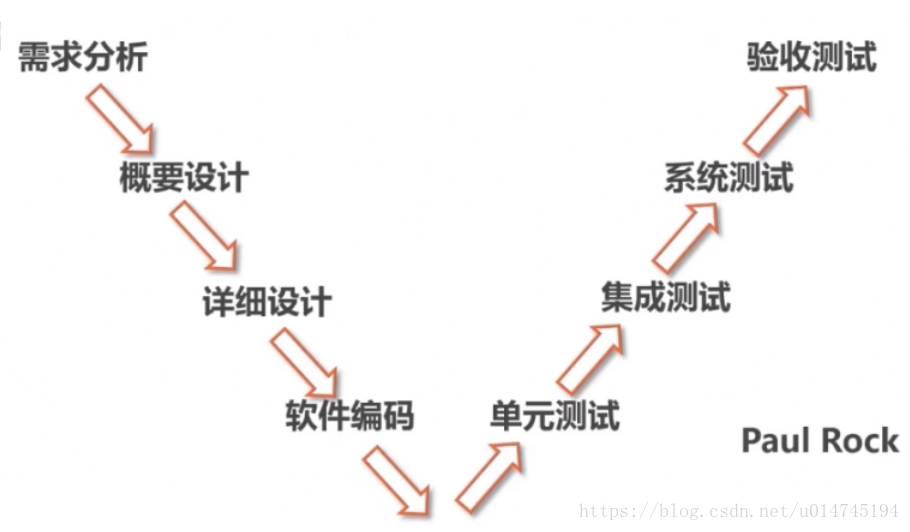 需求分析
验收测试
概要设计
系统测试
详细设计
集成测试
软件编码
单元测试
Paul Rock
https://blog.csdn.net/u014745194